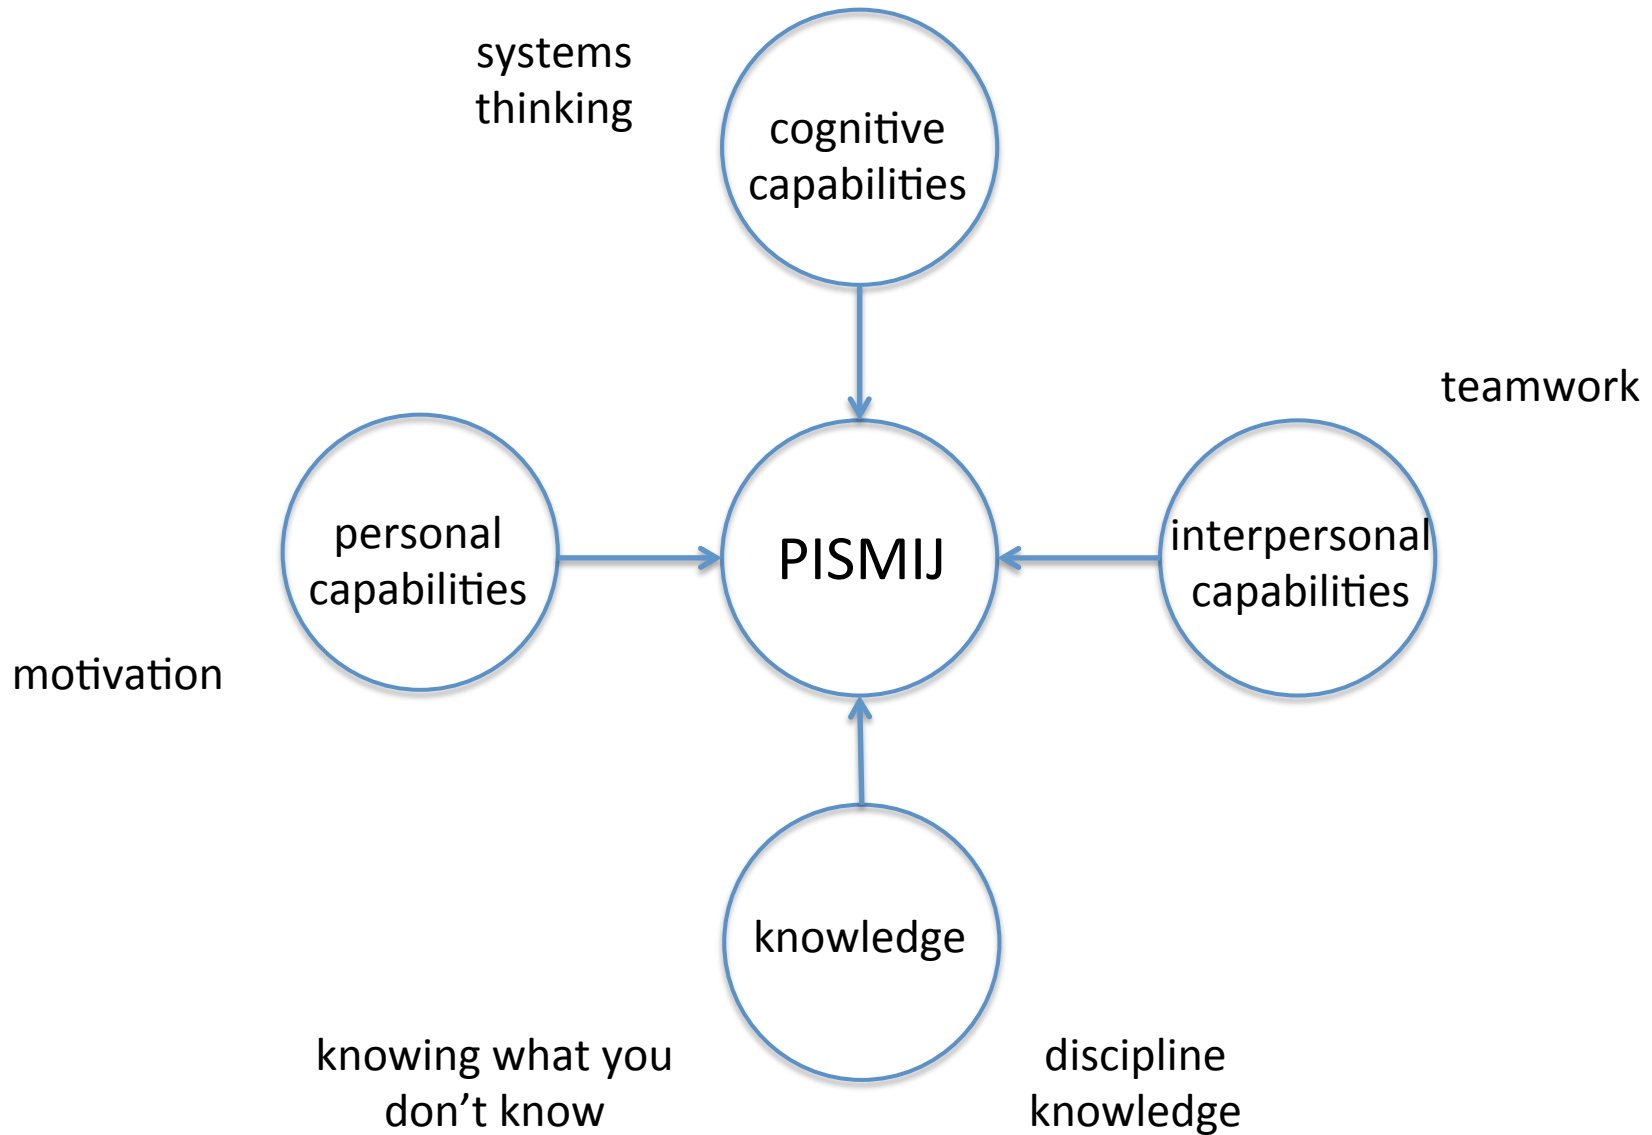 systems
thinking
cognitive
capabilities
teamwork
personal
capabilities
PISMIJ
interpersonal
capabilities
motivation
knowledge
knowing what you
don’t know
discipline
knowledge